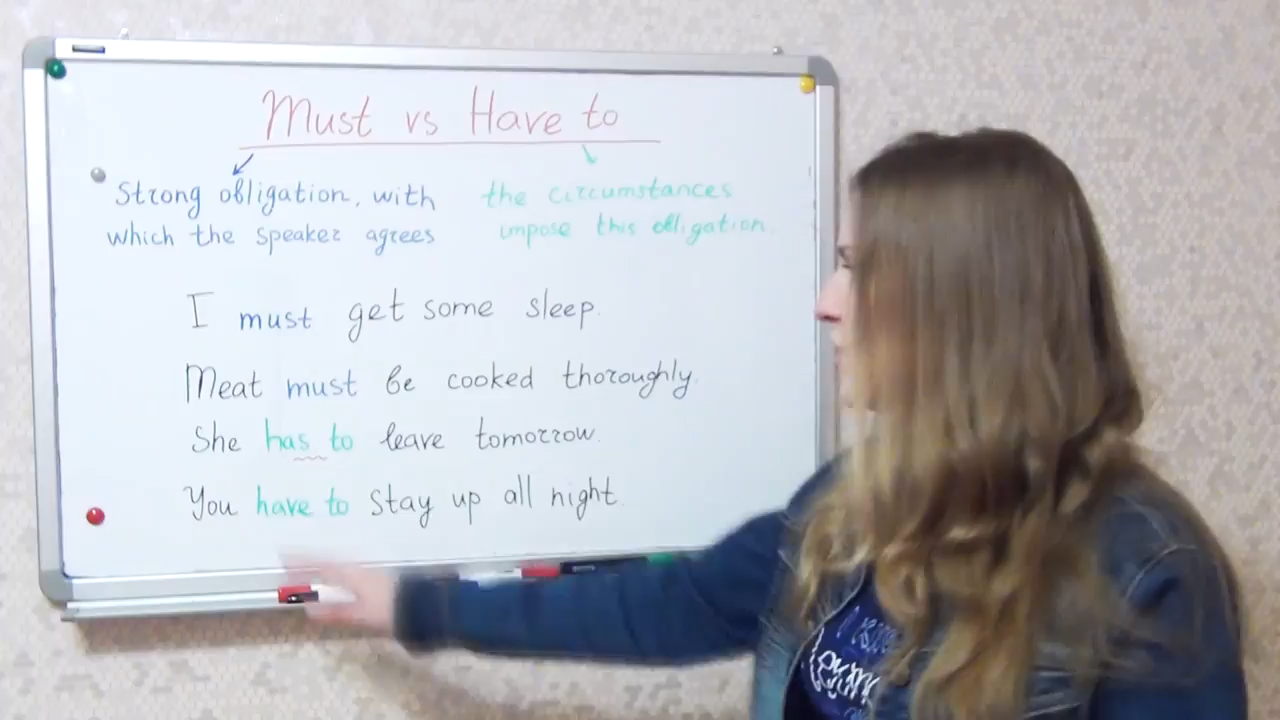 Must vs Have to
Strong obligation, with
which the speaker agrees
the circumstances
impose this obligation.
I must get some sleep.
Meat must be cooked thoroughly.
She has to leave tomorrow.
You have to stay up all night.